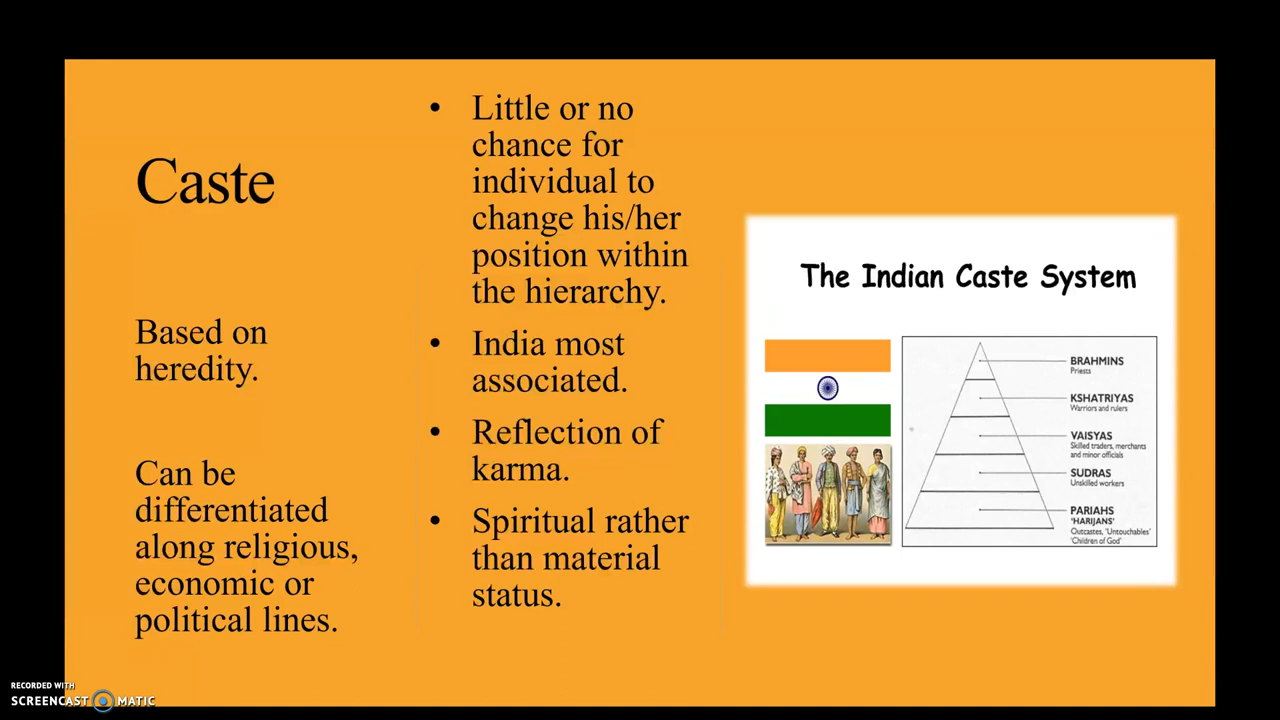 Caste
Based on
heredity.
Can be
differentiated
along religious,
economic or
political lines.
• Little or no
chance for
individual to
change his/her
position within
the hierarchy.
• India most
associated.
• Reflection of
karma.
• Spiritual rather
than material
status.
The Indian Caste System
BRAHMINS
Priests
KSHATRIYAS
Warriors and rulers
VAISYAS
Skilled traders, merchants
and minor officials
SUDRAS
Unskilled workers
PARIAHS
'HARIJANS'
Outcastes, 'Untouchables'
'Children of God'
RECORDED WITH
SCREENCAST MATIC